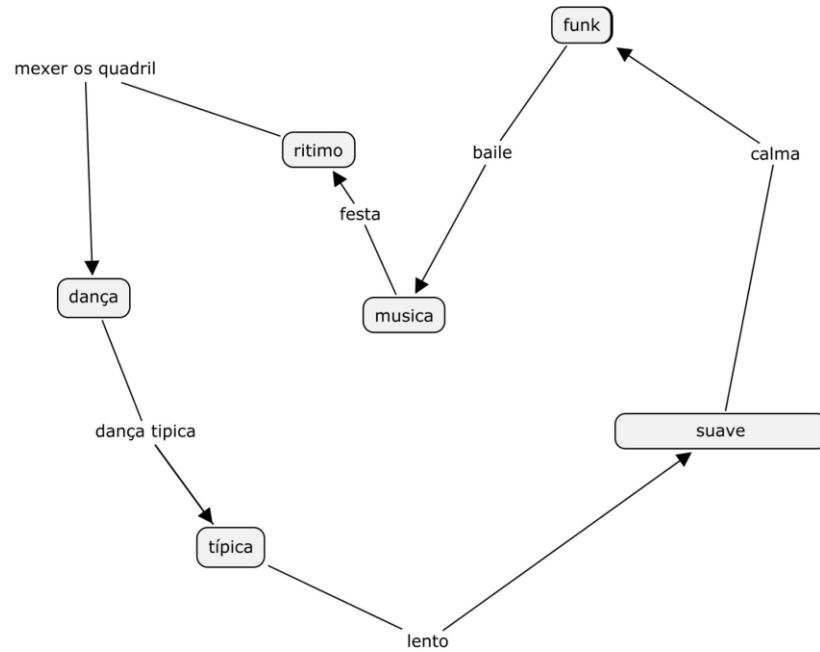 funk
mexer os quadril
ritimo
baile
calma
festa
dança
musica
dança tipica
suave
típica
lento